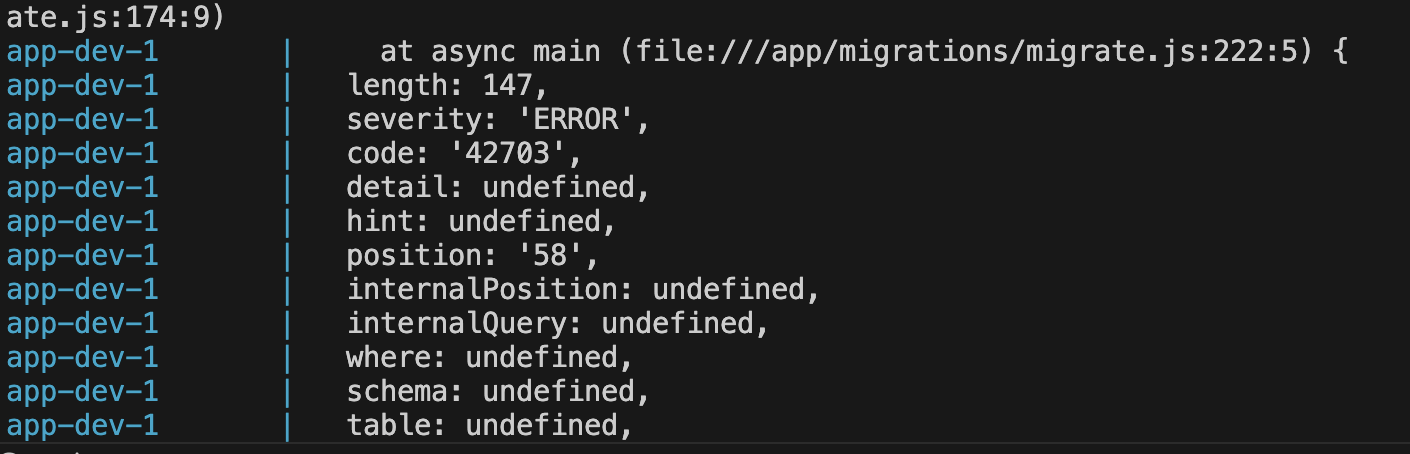 ate.js:174:9)
app-dev-1 | at async main (file:///app/migrations/migrate.js:222:5) {
app-dev-1 | length: 147,
app-dev-1 | severity: 'ERROR',
app-dev-1 | code: '42703',
app-dev-1 | detail: undefined,
app-dev-1 | hint: undefined,
app-dev-1 | position: '58',
app-dev-1 | internalPosition: undefined,
app-dev-1 | internalQuery: undefined,
app-dev-1 | where: undefined,
app-dev-1 | schema: undefined,
app-dev-1 | table: undefined,